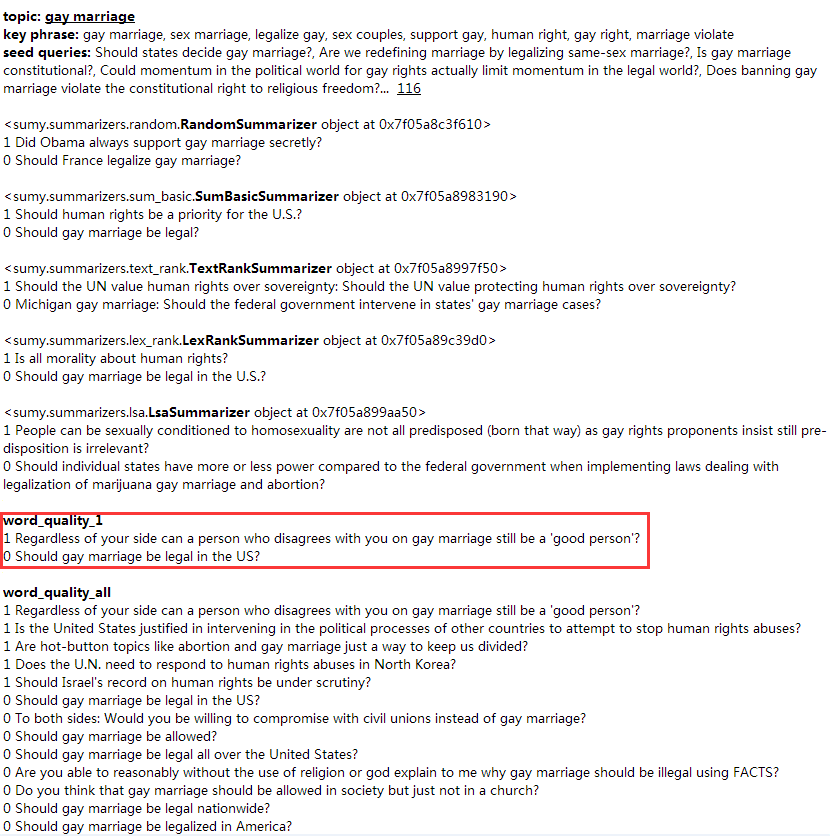 topic: gay marriage
key phrase: gay marriage, sex marriage, legalize gay, sex couples, support gay, human right, gay right, marriage violate
seed queries: Should states decide gay marriage?, Are we redefining marriage by legalizing same-sex marriage?, Is gay marriage
constitutional?, Could momentum in the political world for gay rights actually limit momentum in the legal world?, Does banning gay
marriage violate the constitutional right to religious freedom?... 116
<sumy.summarizers.random.RandomSummarizer object at 0x7f05a8c3f610>
1 Did Obama always support gay marriage secretly?
0 Should France legalize gay marriage?
<sumy.summarizers.sum_basic.SumBasicSummarizer object at 0x7f05a8983190>
1 Should human rights be a priority for the U.S.?
0 Should gay marriage be legal?
<sumy.summarizers.text_rank.TextRankSummarizer object at 0x7f05a8997f50>
1 Should the UN value human rights over sovereignty: Should the UN value protecting human rights over sovereignty?
0 Michigan gay marriage: Should the federal government intervene in states' gay marriage cases?
<sumy.summarizers.lex_rank.LexRankSummarizer object at 0x7f05a89c39d0>
1 Is all morality about human rights?
0 Should gay marriage be legal in the U.S.?
<sumy.summarizers.lsa.LsaSummarizer object at 0x7f05a899aa50>
1 People can be sexually conditioned to homosexuality are not all predisposed (born that way) as gay rights proponents insist still pre-
disposition is irrelevant?
0 Should individual states have more or less power compared to the federal government when implementing laws dealing with
legalization of marijuana gay marriage and abortion?
word_quality_1
1 Regardless of your side can a person who disagrees with you on gay marriage still be a 'good person'?
0 Should gay marriage be legal in the US?
word_quality_all
1 Regardless of your side can a person who disagrees with you on gay marriage still be a 'good person'?
1 Is the United States justified in intervening in the political processes of other countries to attempt to stop human rights abuses?
1 Are hot-button topics like abortion and gay marriage just a way to keep us divided?
1 Does the U.N. need to respond to human rights abuses in North Korea?
1 Should Israel's record on human rights be under scrutiny?
0 Should gay marriage be legal in the US?
0 To both sides: Would you be willing to compromise with civil unions instead of gay marriage?
0 Should gay marriage be allowed?
0 Should gay marriage be legal all over the United States?
0 Are you able to reasonably without the use of religion or god explain to me why gay marriage should be illegal using FACTS?
0 Do you think that gay marriage should be allowed in society but just not in a church?
0 Should gay marriage be legal nationwide?
0 Should gay marriage be legalized in America?